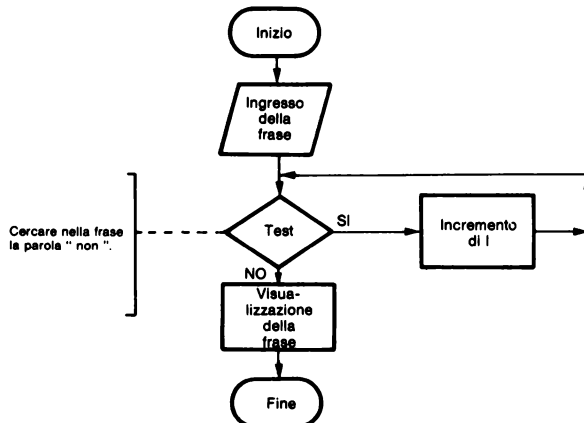 Inizio
Ingresso
della
frase
Cercare nella frase
la parola " non ".
Test
SI
Incremento
di I
NO
Visua-
lizzazione
della
frase
Fine